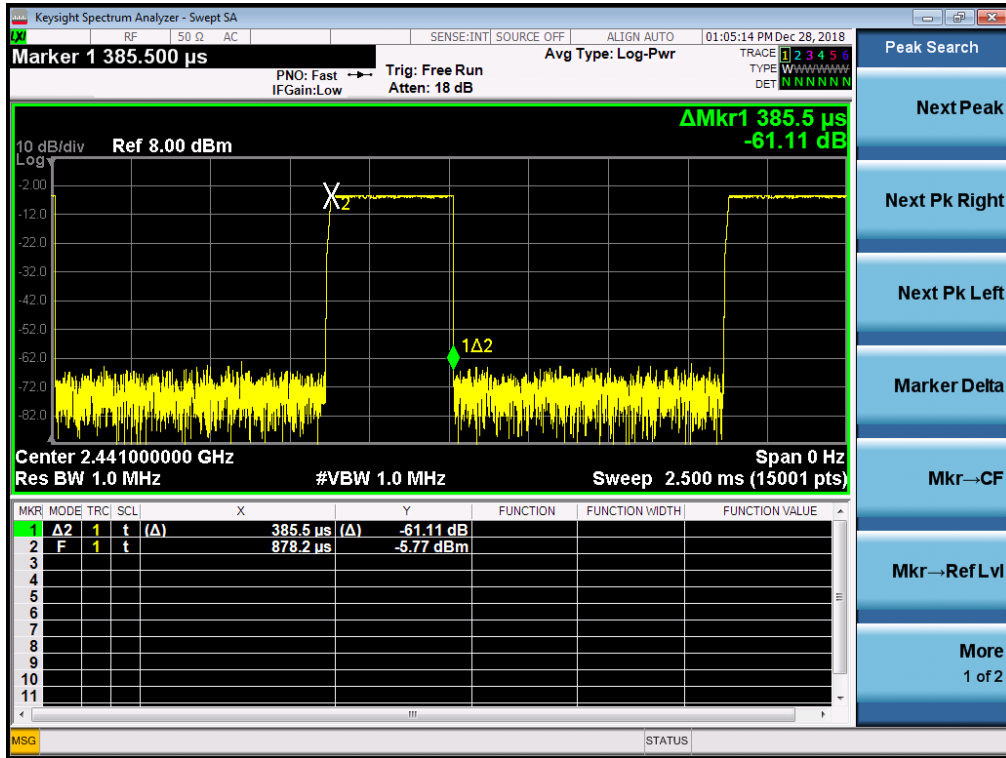 Keysight Spectrum Analyzer - Swept SA
LXI RF 50 Ω AC SENSE:INT SOURCE OFF ALIGN AUTO 01:05:14 PM Dec 28, 2018
Marker 1 385.500 µs
PNO: Fast
IFGain:Low
Trig: Free Run
Atten: 18 dB
Avg Type: Log-Pwr
TRACE 1 2 3 4 5 6
TYPE WWWWWWW
DET N N N N N N
ΔMkr1 385.5 µs
-61.11 dB
10 dB/div Ref 8.00 dBm
Log
-2.00
-12.0
-22.0
-32.0
-42.0
-52.0
-62.0
-72.0
-82.0
X2
1Δ2
Center 2.441000000 GHz Span 0 Hz
Res BW 1.0 MHz #VBW 1.0 MHz Sweep 2.500 ms (15001 pts)
MKR MODE TRC SCL X Y FUNCTION FUNCTION WIDTH FUNCTION VALUE
1 Δ2 1 t (Δ) 385.5 µs (Δ) -61.11 dB
2 F 1 t 878.2 µs -5.77 dBm
3
4
5
6
7
8
9
10
11
MSG STATUS
Peak Search
Next Peak
Next Pk Right
Next Pk Left
Marker Delta
Mkr→CF
Mkr→Ref Lvl
More
1 of 2